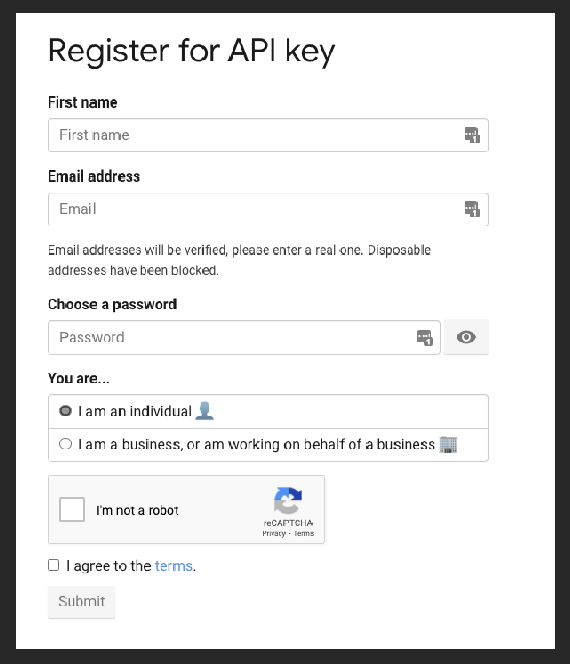 Register for API key
First name
First name
Email address
Email
Email addresses will be verified, please enter a real one. Disposable
addresses have been blocked.
Choose a password
Password
You are...
I am an individual 👤
I am a business, or am working on behalf of a business 🏢
I'm not a robot
reCAPTCHA
Privacy - Terms
I agree to the terms.
Submit